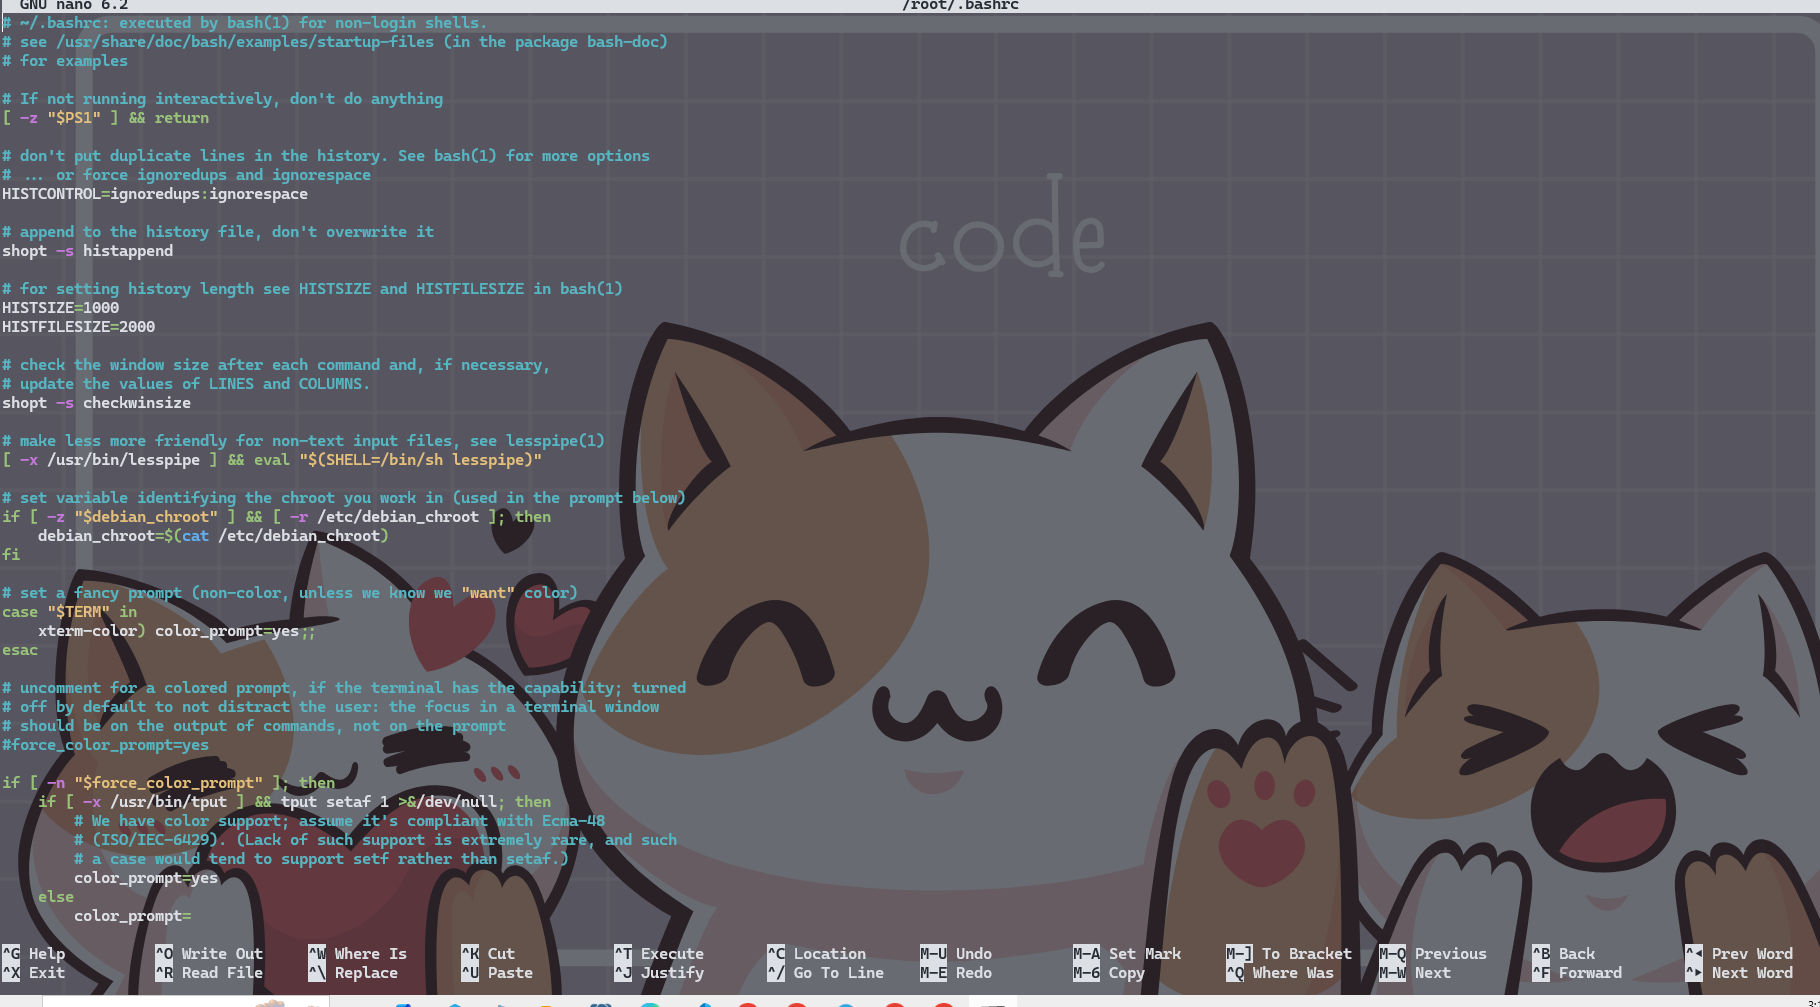 GNU nano 6.2 /root/.bashrc
# ~/.bashrc: executed by bash(1) for non-login shells.
# see /usr/share/doc/bash/examples/startup-files (in the package bash-doc)
# for examples

# If not running interactively, don't do anything
[ -z "$PS1" ] && return

# don't put duplicate lines in the history. See bash(1) for more options
# ... or force ignoredups and ignorespace
HISTCONTROL=ignoredups:ignorespace

# append to the history file, don't overwrite it
shopt -s histappend

# for setting history length see HISTSIZE and HISTFILESIZE in bash(1)
HISTSIZE=1000
HISTFILESIZE=2000

# check the window size after each command and, if necessary,
# update the values of LINES and COLUMNS.
shopt -s checkwinsize

# make less more friendly for non-text input files, see lesspipe(1)
[ -x /usr/bin/lesspipe ] && eval "$(SHELL=/bin/sh lesspipe)"

# set variable identifying the chroot you work in (used in the prompt below)
if [ -z "$debian_chroot" ] && [ -r /etc/debian_chroot ]; then
    debian_chroot=$(cat /etc/debian_chroot)
fi

# set a fancy prompt (non-color, unless we know we "want" color)
case "$TERM" in
    xterm-color) color_prompt=yes;;
esac

# uncomment for a colored prompt, if the terminal has the capability; turned
# off by default to not distract the user: the focus in a terminal window
# should be on the output of commands, not on the prompt
#force_color_prompt=yes

if [ -n "$force_color_prompt" ]; then
    if [ -x /usr/bin/tput ] && tput setaf 1 >&/dev/null; then
        # We have color support; assume it's compliant with Ecma-48
        # (ISO/IEC-6429). (Lack of such support is extremely rare, and such
        # a case would tend to support setf rather than setaf.)
        color_prompt=yes
    else
        color_prompt=
code
^G Help ^O Write Out ^W Where Is ^K Cut ^T Execute ^C Location M-U Undo M-A Set Mark M-] To Bracket M-Q Previous ^B Back ^◂ Prev Word
^X Exit ^R Read File ^\ Replace ^U Paste ^J Justify ^/ Go To Line M-E Redo M-6 Copy ^Q Where Was M-W Next ^F Forward ^▸ Next Word